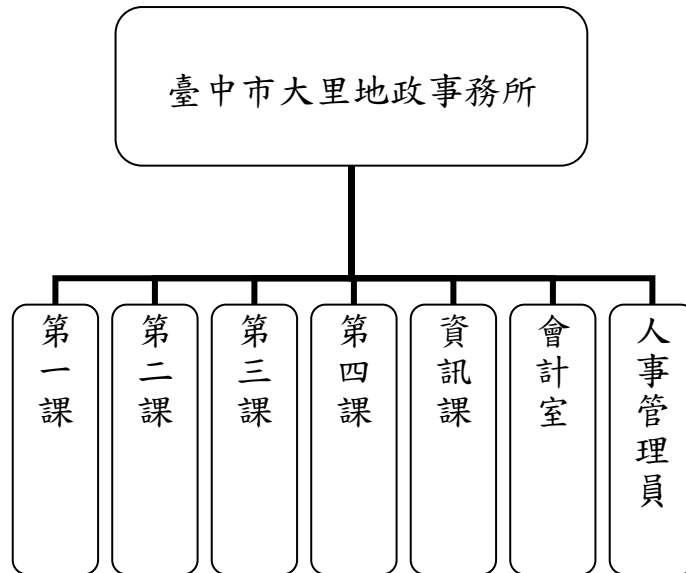 臺中市大里地政事務所
第一課
第二課
第三課
第四課
資訊課
會計室
人事管理員